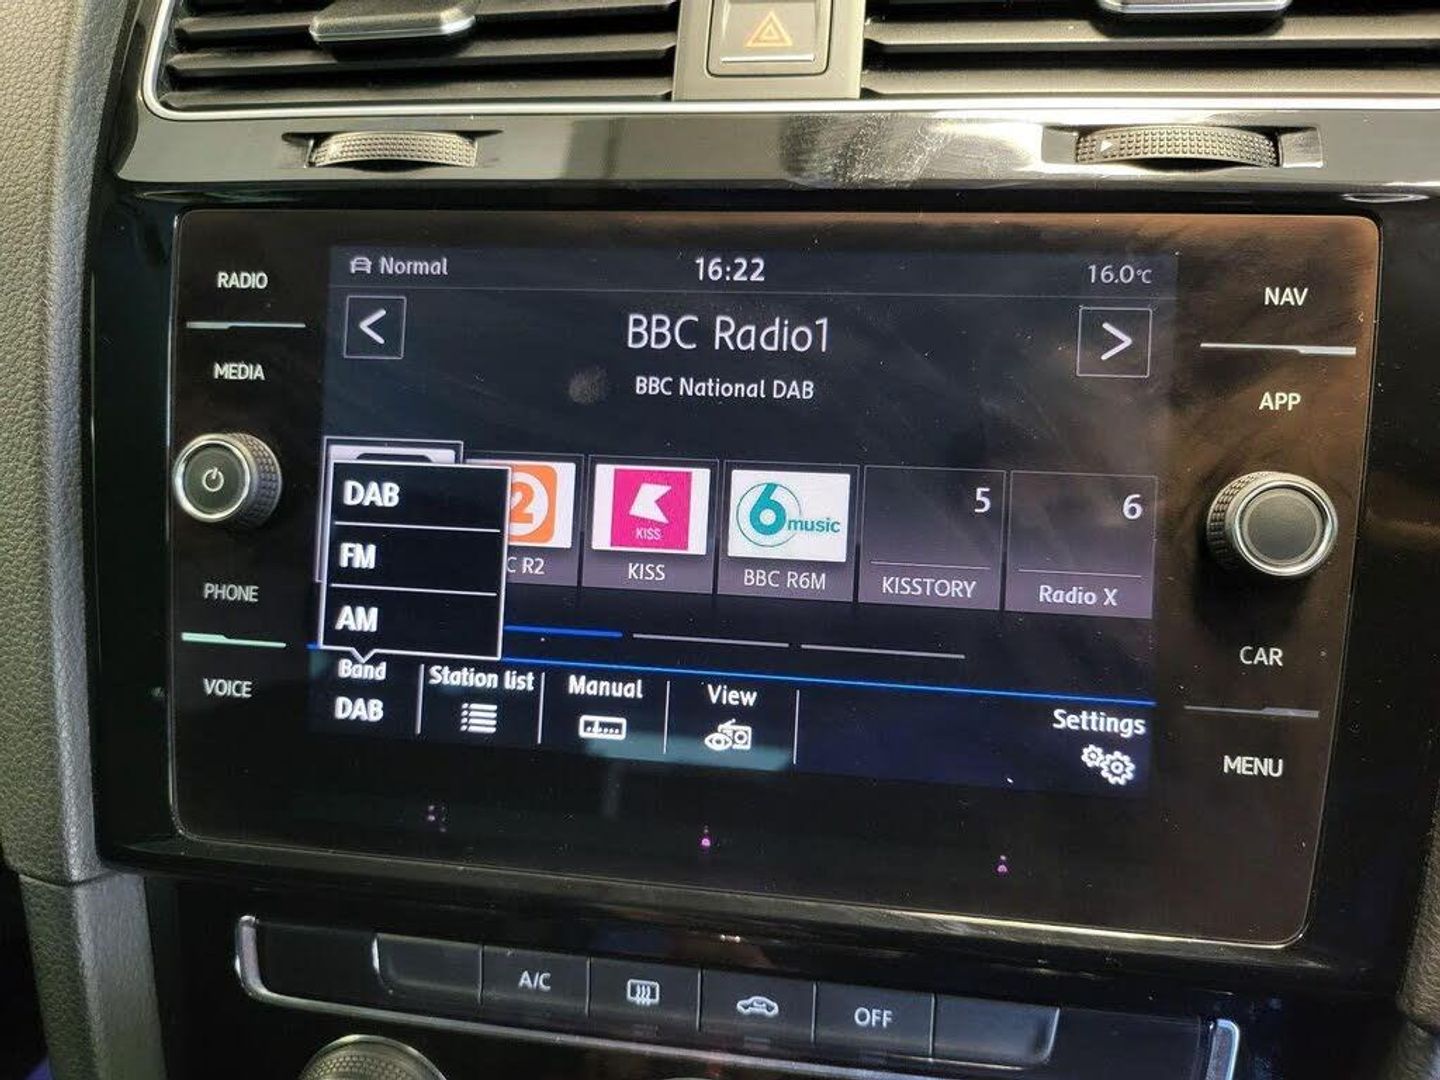 Normal
16:22
16.0°C
RADIO
MEDIA
PHONE
VOICE
NAV
APP
CAR
MENU
<
BBC Radio1
>
BBC National DAB
DAB
FM
AM
2
C R2
KISS
KISS
6 music
BBC R6M
5
KISSTORY
6
Radio X
Band
DAB
Station list
Manual
View
Settings
A/C
OFF